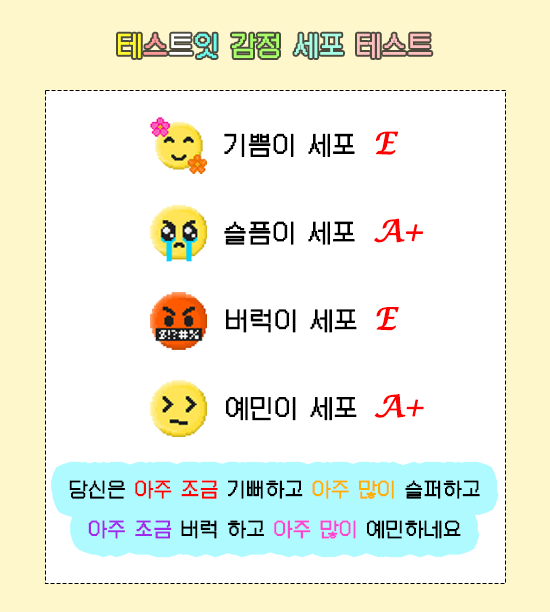 테스트잇 감정 세포 테스트
기쁨이 세포 E
슬픔이 세포 A+
버럭이 세포 E
&!?#%
예민이 세포 A+
당신은 아주 조금 기뻐하고 아주 많이 슬퍼하고
아주 조금 버럭 하고 아주 많이 예민하네요